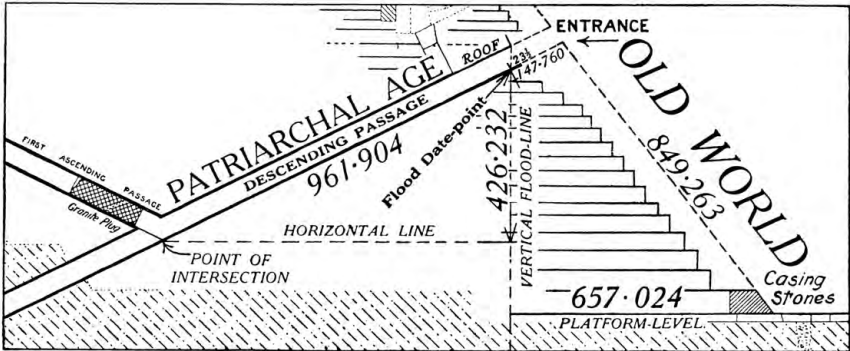 ENTRANCE
OLD WORLD
849·263
ROOF
23½
147·760
PATRIARCHAL AGE
DESCENDING PASSAGE
961·904
Flood Date-point
426·232
VERTICAL FLOOD-LINE
FIRST ASCENDING PASSAGE
Granite Plug
HORIZONTAL LINE
POINT OF
INTERSECTION
657·024
PLATFORM-LEVEL.
Casing
Stones